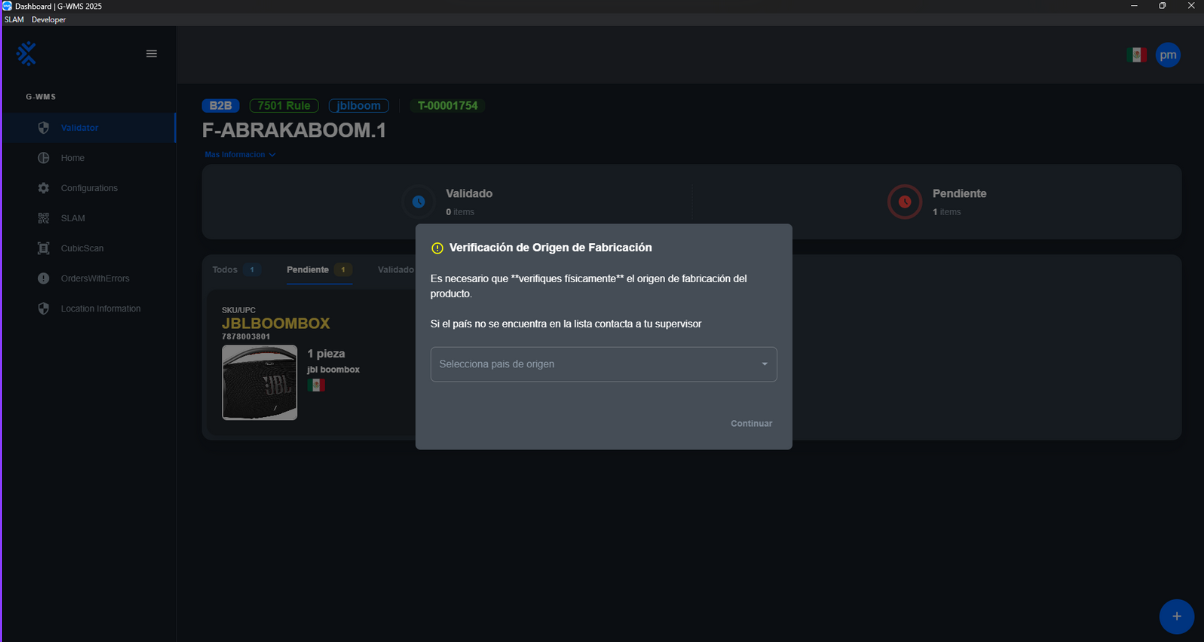 Dashboard | G-WMS 2025
SLAM Developer
pm
G-WMS
Validator
Home
Configurations
SLAM
CubicScan
OrdersWithErrors
Location Information
B2B 7501 Rule jblboom T-00001754
F-ABRAKABOOM.1
Mas Informacion
Validado
0 items
Pendiente
1 items
Todos 1 Pendiente 1 Validado
SKU/UPC
JBLBOOMBOX
7878003801
JBL
1 pieza
jbl boombox
Verificación de Origen de Fabricación
Es necesario que **verifiques físicamente** el origen de fabricación del
producto.
Si el país no se encuentra en la lista contacta a tu supervisor
Selecciona pais de origen
Continuar
+